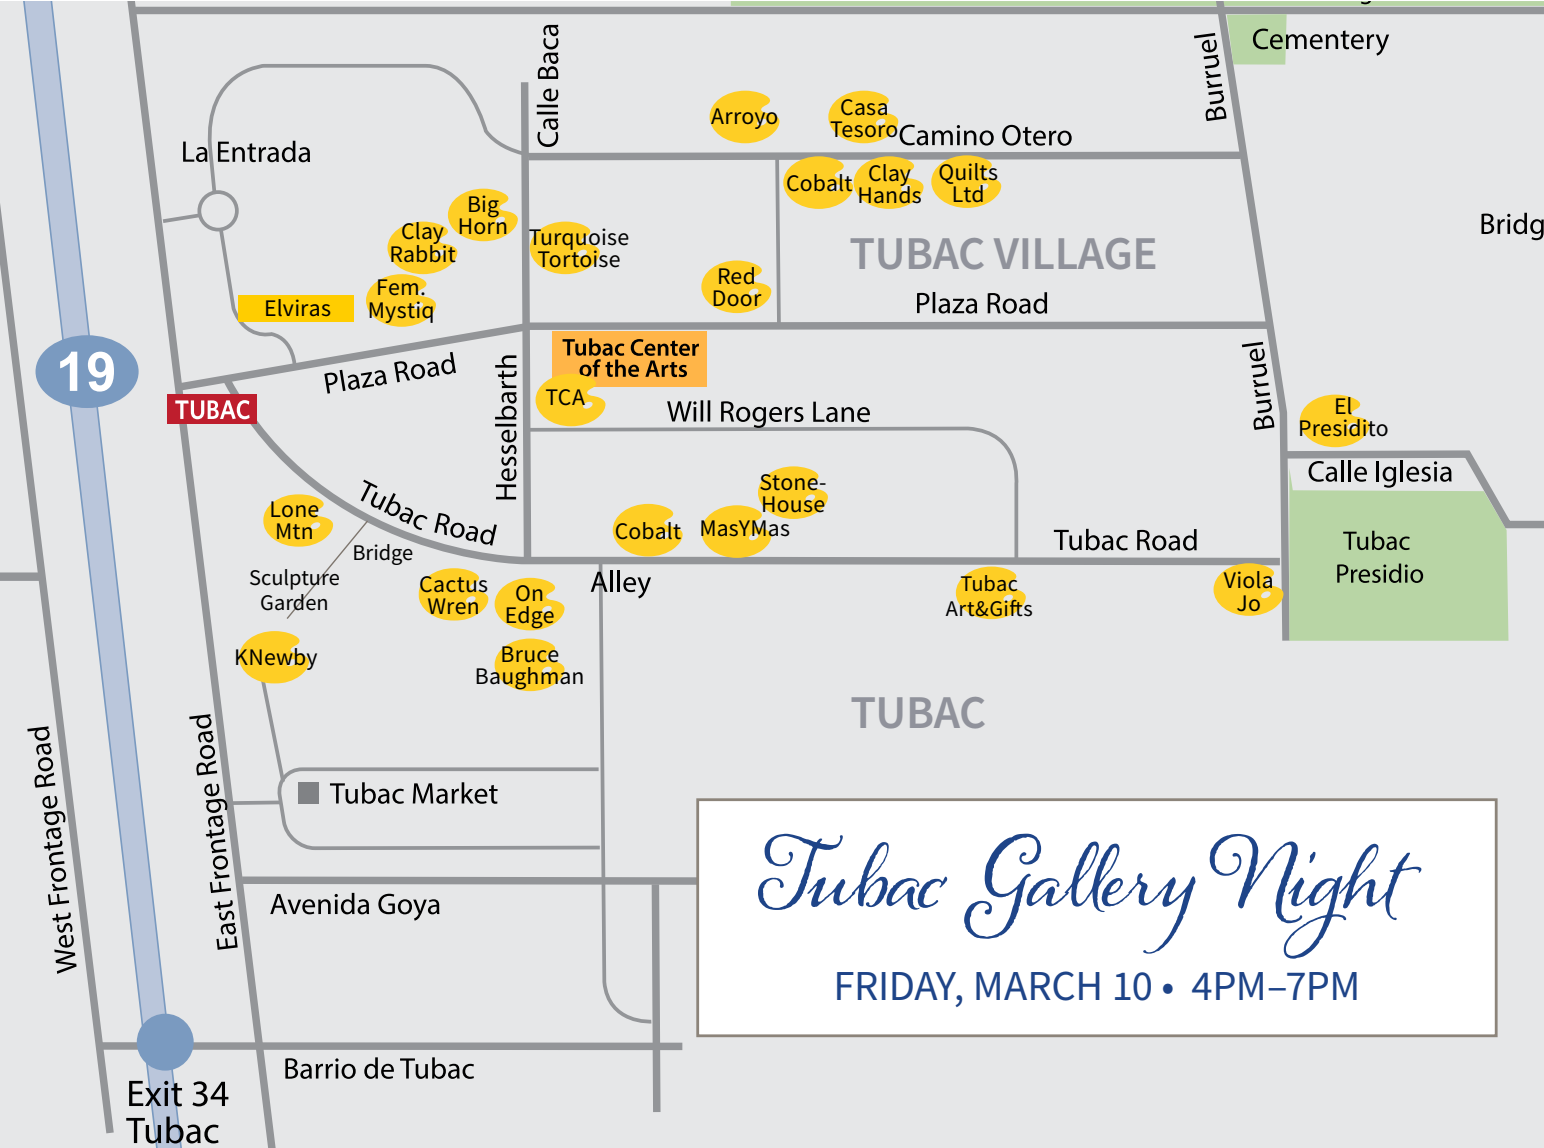 Cementery
Burruel
Calle Baca
Arroyo
Casa
Tesoro
Camino Otero
La Entrada
Cobalt
Clay
Hands
Quilts
Ltd
Big
Horn
Clay
Rabbit
Turquoise
Tortoise
TUBAC VILLAGE
Bridg
Fem.
Mystiq
Elviras
Red
Door
Plaza Road
19
Plaza Road
Tubac Center
of the Arts
TCA
Hesselbarth
Will Rogers Lane
Burruel
El
Presidito
TUBAC
Calle Iglesia
Lone
Mtn
Tubac Road
Bridge
Stone-
House
Cobalt
MasYMas
Tubac Road
Tubac
Presidio
Sculpture
Garden
Cactus
Wren
On
Edge
Alley
Tubac
Art&Gifts
Viola
Jo
KNewby
Bruce
Baughman
TUBAC
West Frontage Road
East Frontage Road
Tubac Market
Avenida Goya
Tubac Gallery Night
FRIDAY, MARCH 10 • 4PM–7PM
Barrio de Tubac
Exit 34
Tubac